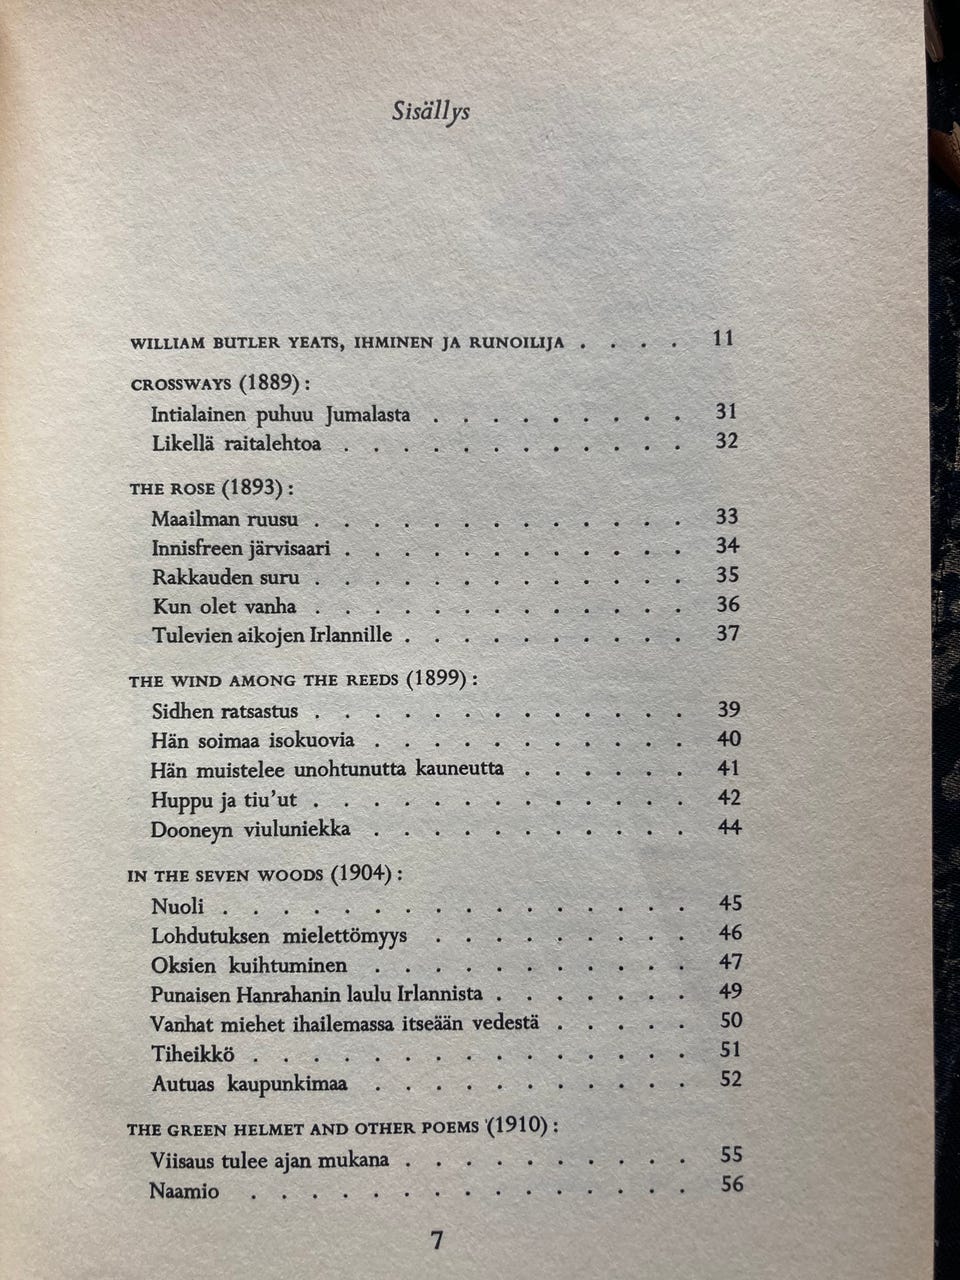 Sisällys
WILLIAM BUTLER YEATS, IHMINEN JA RUNOILIJA . . . . 11
CROSSWAYS (1889):
Intialainen puhuu Jumalasta . . . . . . . . . 31
Likellä raitalehtoa . . . . . . . . . . . . 32
THE ROSE (1893):
Maailman ruusu . . . . . . . . . . . . . 33
Innisfreen järvisaari . . . . . . . . . . . . 34
Rakkauden suru . . . . . . . . . . . . . 35
Kun olet vanha . . . . . . . . . . . . . 36
Tulevien aikojen Irlannille . . . . . . . . . . 37
THE WIND AMONG THE REEDS (1899):
Sidhen ratsastus . . . . . . . . . . . . . 39
Hän soimaa isokuovia . . . . . . . . . . . 40
Hän muistelee unohtunutta kauneutta . . . . . . 41
Huppu ja tiu'ut . . . . . . . . . . . . . 42
Dooneyn viuluniekka . . . . . . . . . . . 44
IN THE SEVEN WOODS (1904):
Nuoli . . . . . . . . . . . . . . . . 45
Lohdutuksen mielettömyys . . . . . . . . . 46
Oksien kuihtuminen . . . . . . . . . . . 47
Punaisen Hanrahanin laulu Irlannista . . . . . . . 49
Vanhat miehet ihailemassa itseään vedestä . . . . . 50
Tiheikkö . . . . . . . . . . . . . . . 51
Autuas kaupunkimaa . . . . . . . . . . . 52
THE GREEN HELMET AND OTHER POEMS (1910):
Viisaus tulee ajan mukana . . . . . . . . . . 55
Naamio . . . . . . . . . . . . . . . 56
7